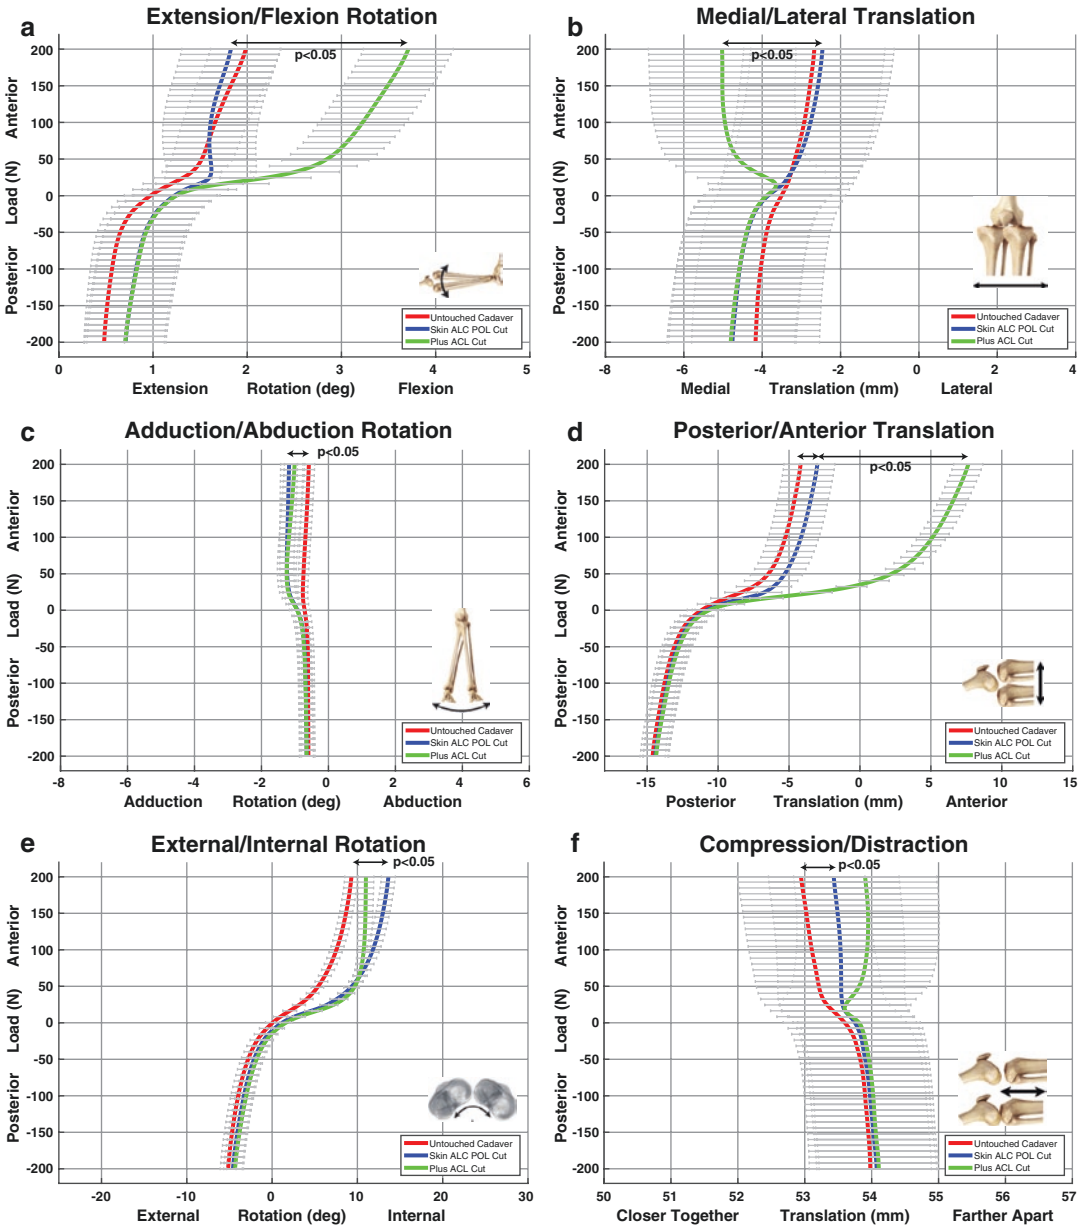 a Extension/Flexion Rotation
p<0.05
200
150
100
50
0
-50
-100
-150
-200
Anterior
Load (N)
Posterior
Untouched Cadaver
Skin ALC POL Cut
Plus ACL Cut
0 1 2 3 4 5
Extension Rotation (deg) Flexion
b Medial/Lateral Translation
p<0.05
200
150
100
50
0
-50
-100
-150
-200
Anterior
Load (N)
Posterior
Untouched Cadaver
Skin ALC POL Cut
Plus ACL Cut
-8 -6 -4 -2 0 2 4
Medial Translation (mm) Lateral
c Adduction/Abduction Rotation
p<0.05
200
150
100
50
0
-50
-100
-150
-200
Anterior
Load (N)
Posterior
Untouched Cadaver
Skin ALC POL Cut
Plus ACL Cut
-8 -6 -4 -2 0 2 4 6
Adduction Rotation (deg) Abduction
d Posterior/Anterior Translation
p<0.05
200
150
100
50
0
-50
-100
-150
-200
Anterior
Load (N)
Posterior
Untouched Cadaver
Skin ALC POL Cut
Plus ACL Cut
-15 -10 -5 0 5 10 15
Posterior Translation (mm) Anterior
e External/Internal Rotation
p<0.05
200
150
100
50
0
-50
-100
-150
-200
Anterior
Load (N)
Posterior
Untouched Cadaver
Skin ALC POL Cut
Plus ACL Cut
-20 -10 0 10 20 30
External Rotation (deg) Internal
f Compression/Distraction
p<0.05
200
150
100
50
0
-50
-100
-150
-200
Anterior
Load (N)
Posterior
Untouched Cadaver
Skin ALC POL Cut
Plus ACL Cut
50 51 52 53 54 55 56 57
Closer Together Translation (mm) Farther Apart